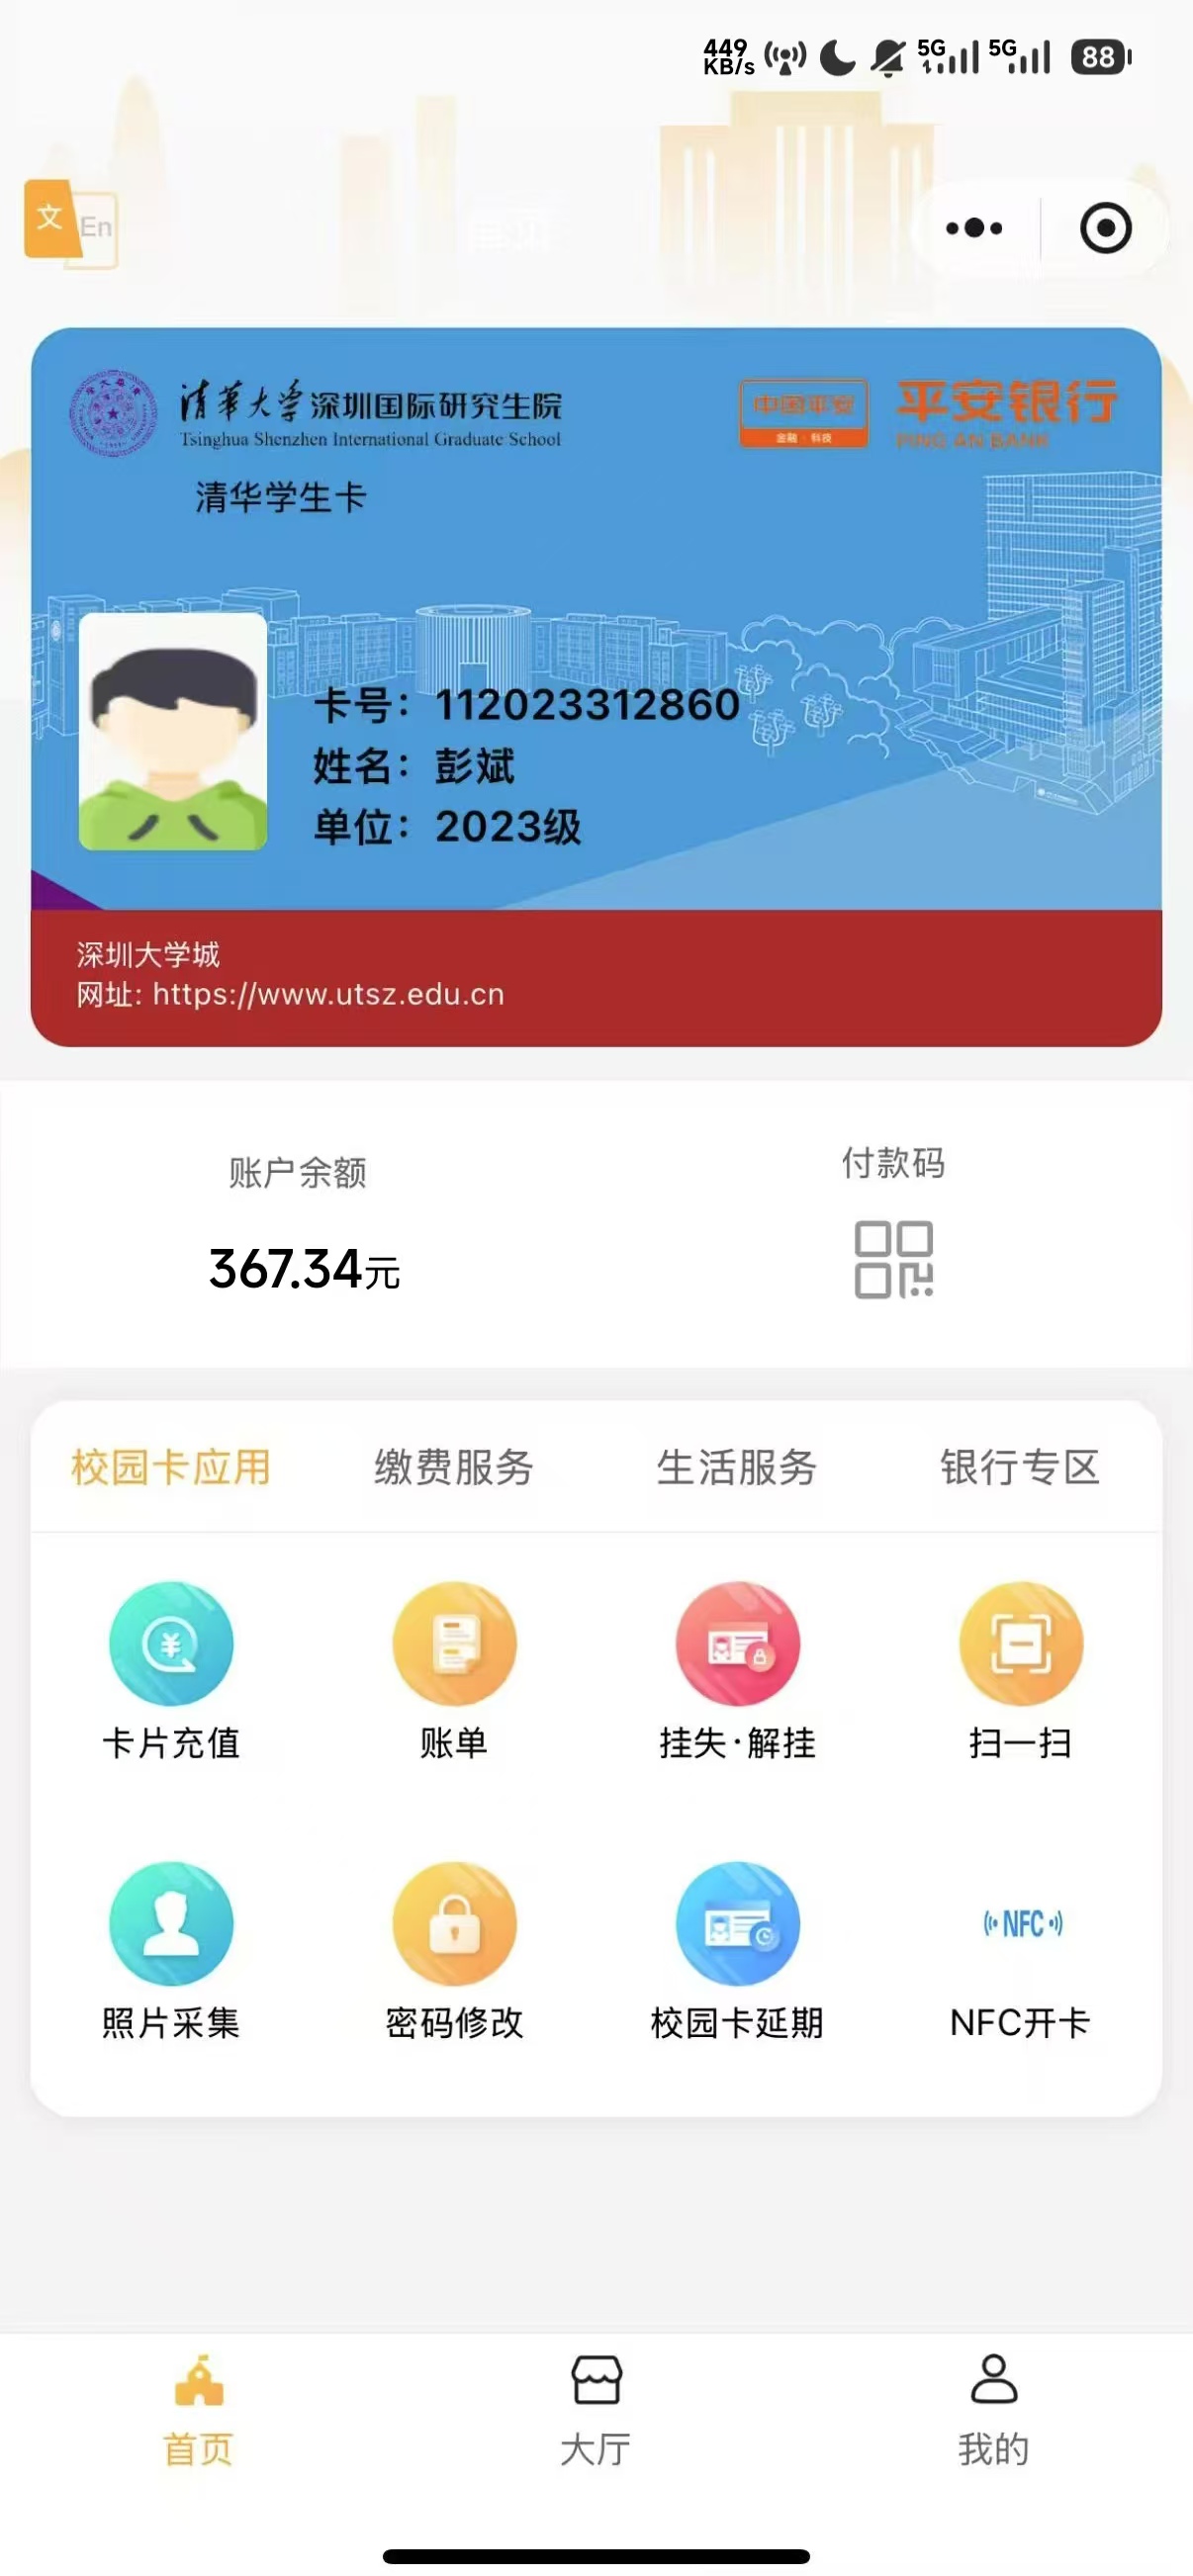 449
KB/s
5G
5G
88
文
En
清華大学深圳国际研究生院
Tsinghua Shenzhen International Graduate School
中国平安
金融·科技
平安银行
PING AN BANK
清华学生卡
卡号：112023312860
姓名：彭斌
单位：2023级
深圳大学城
网址: https://www.utsz.edu.cn
账户余额
付款码
367.34元
校园卡应用
缴费服务
生活服务
银行专区
卡片充值
账单
挂失·解挂
扫一扫
NFC
照片采集
密码修改
校园卡延期
NFC开卡
首页
大厅
我的